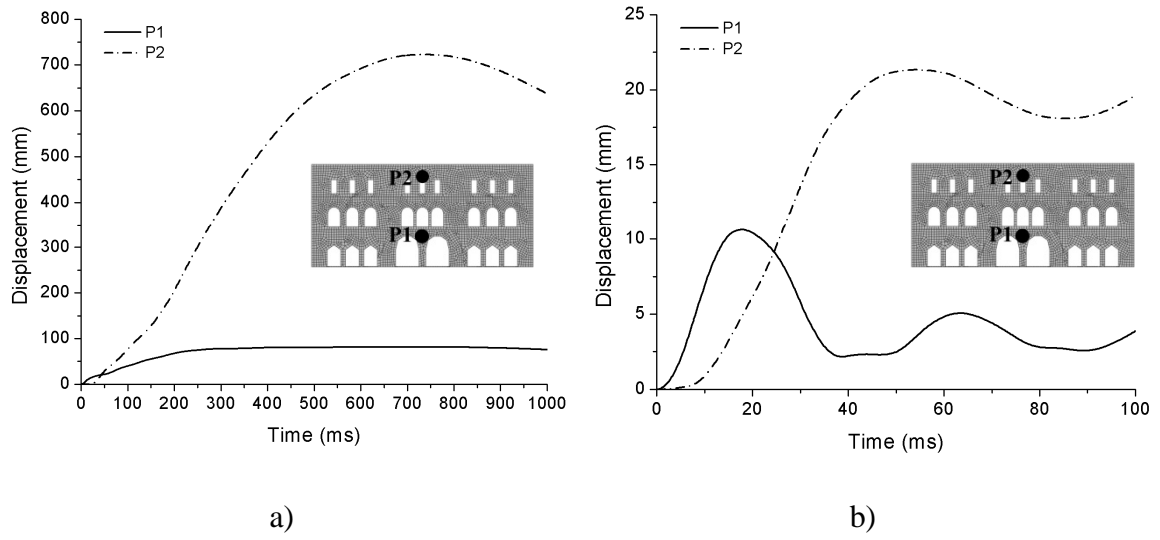 800
700
600
500
400
300
200
100
0
Displacement (mm)
P1
P2
P2
P1
0 100 200 300 400 500 600 700 800 900 1000
Time (ms)
a)
25
20
15
10
5
0
Displacement (mm)
P1
P2
P2
P1
0 20 40 60 80 100
Time (ms)
b)